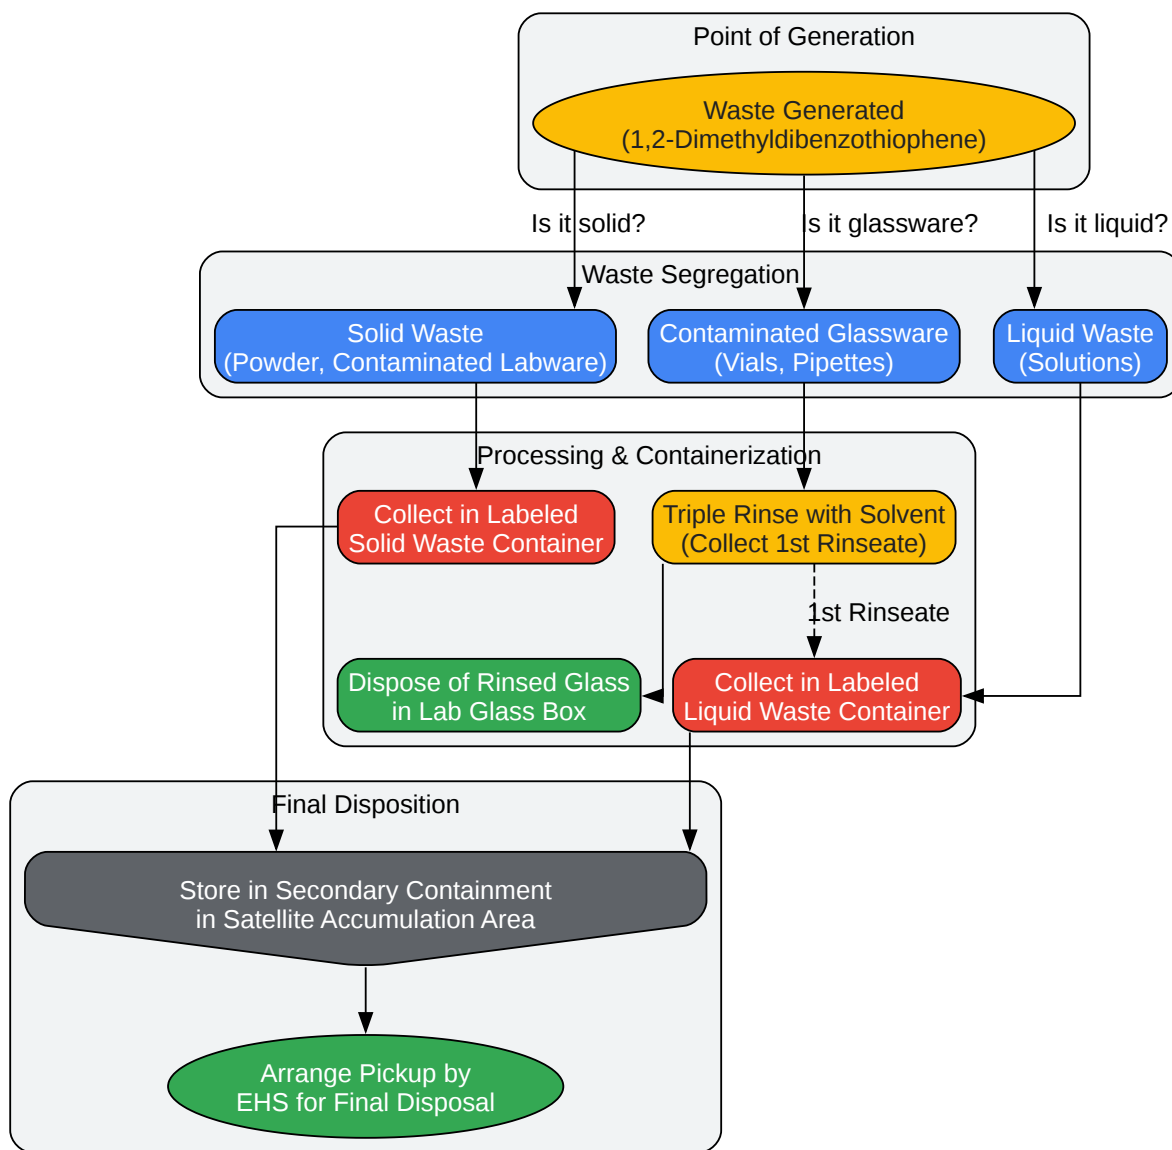 Point of Generation
Waste Generated
(1,2-Dimethyldibenzothiophene)
Is it solid?
Is it glassware?
Is it liquid?
Waste Segregation
Solid Waste
(Powder, Contaminated Labware)
Contaminated Glassware
(Vials, Pipettes)
Liquid Waste
(Solutions)
Processing & Containerization
Collect in Labeled
Solid Waste Container
Triple Rinse with Solvent
(Collect 1st Rinseate)
1st Rinseate
Dispose of Rinsed Glass
in Lab Glass Box
Collect in Labeled
Liquid Waste Container
Final Disposition
Store in Secondary Containment
in Satellite Accumulation Area
Arrange Pickup by
EHS for Final Disposal